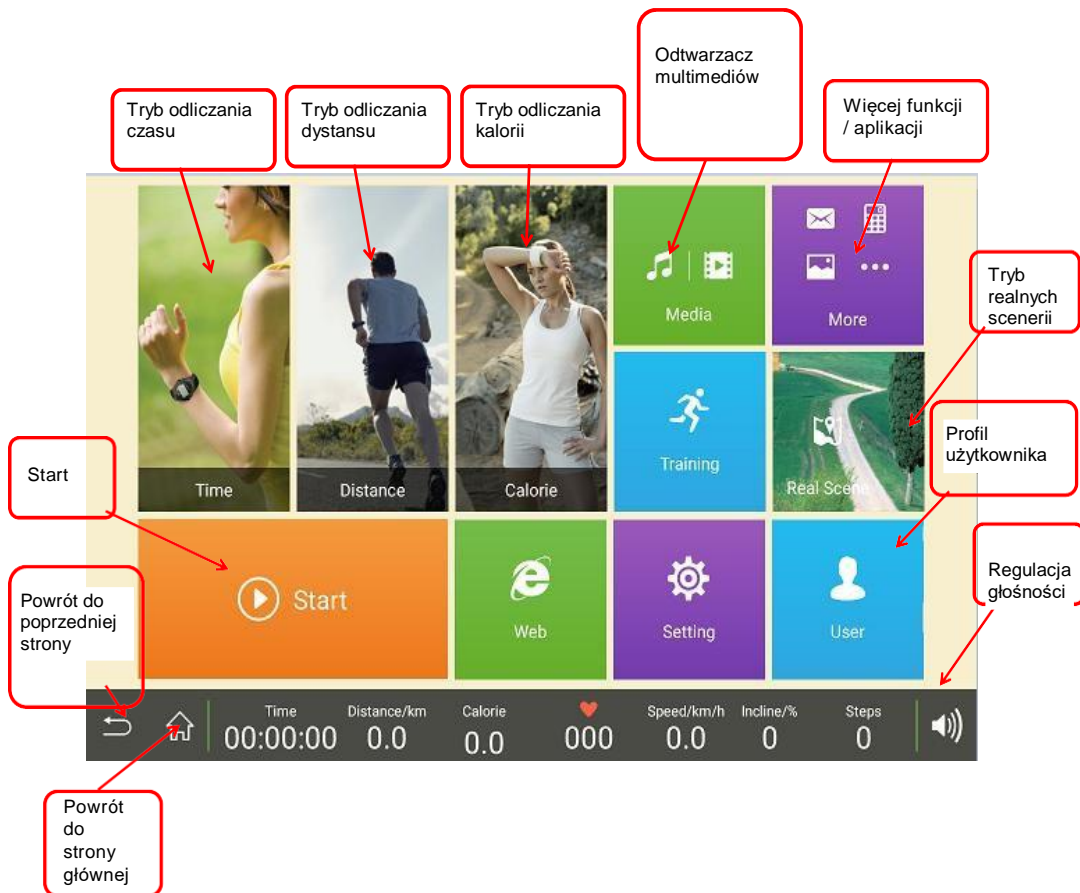 Odtwarzacz
multimediów
Tryb odliczania
czasu
Tryb odliczania
dystansu
Tryb odliczania
kalorii
Więcej funkcji
/ aplikacji
Tryb
realnych
scenerii
Profil
użytkownika
Regulacja
głośności
Start
Powrót do
poprzedniej
strony
Powrót
do
strony
głównej
Time
Distance
Calorie
Media
More
Training
Real Scene
Start
Web
Setting
User
Time
00:00:00
Distance/km
0.0
Calorie
0.0
000
Speed/km/h
0.0
Incline/%
0
Steps
0